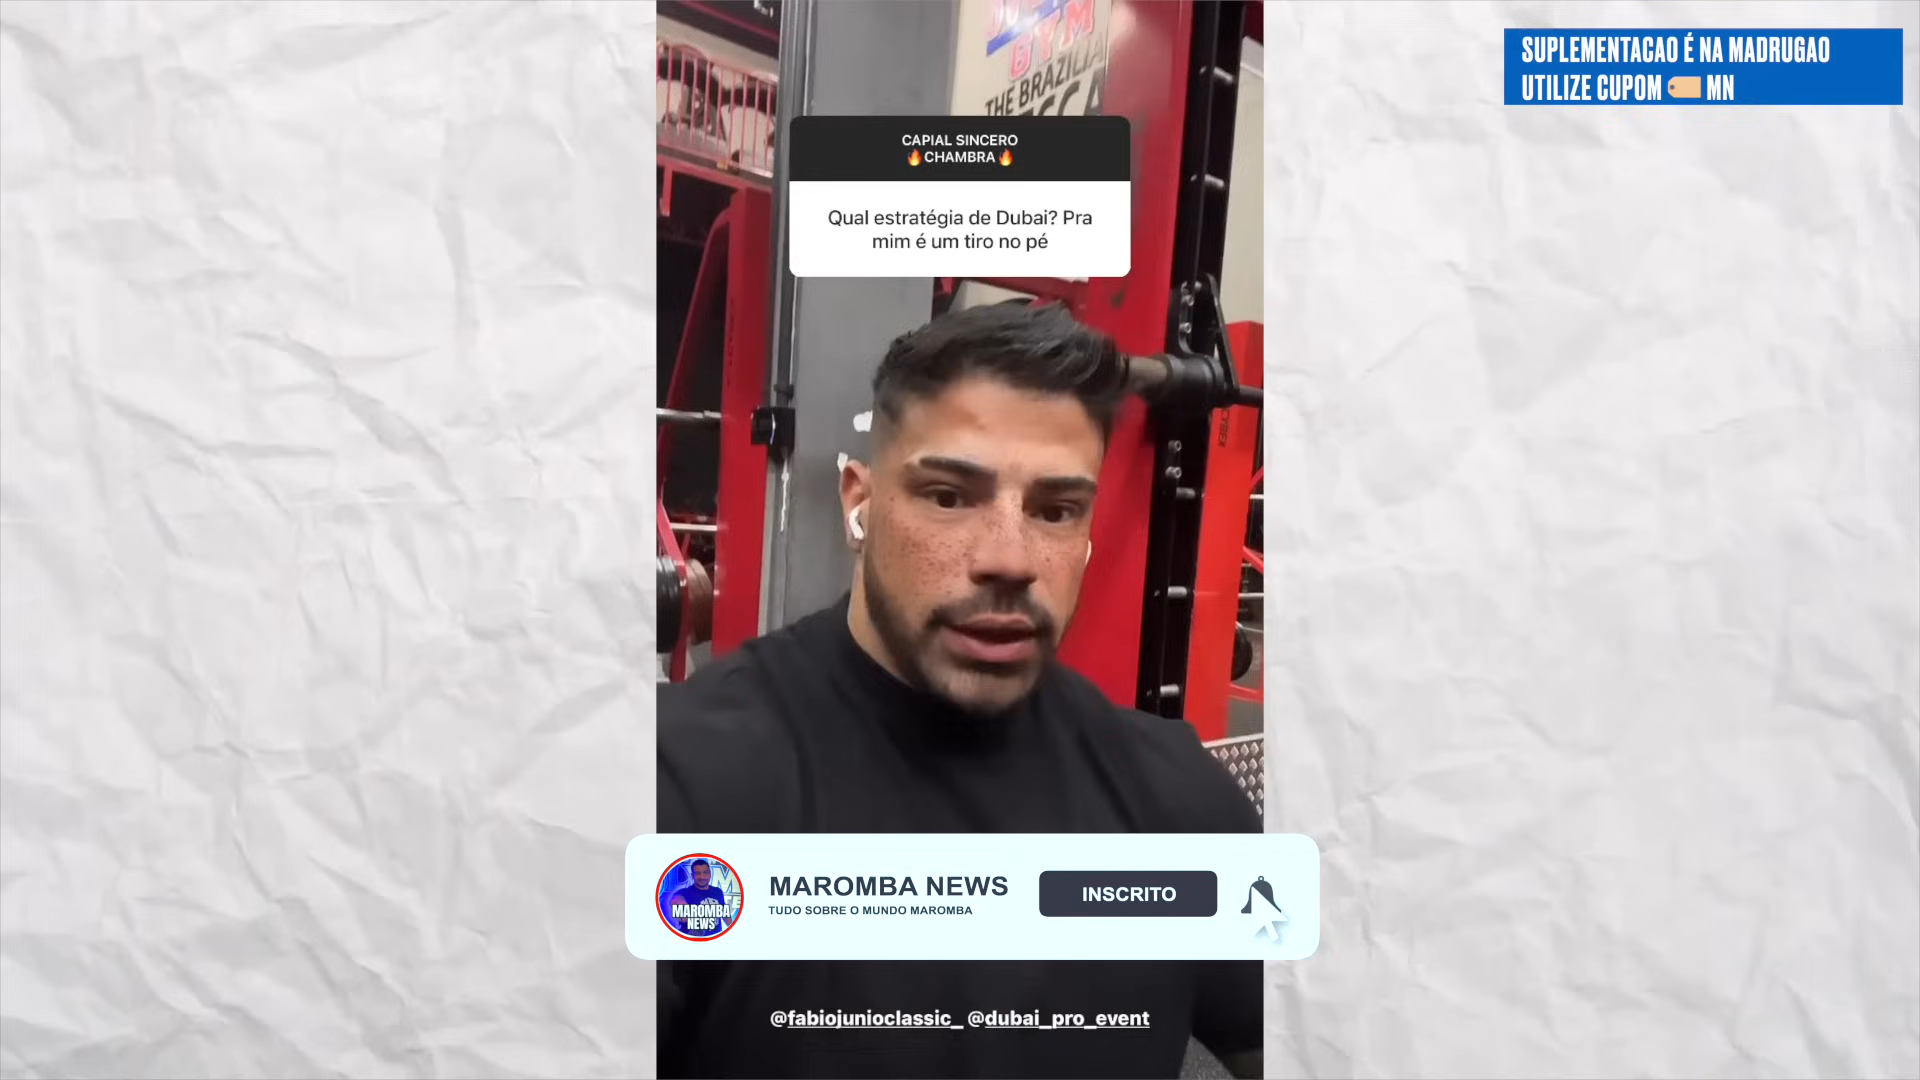 SUPLEMENTACAO É NA MADRUGAO
UTILIZE CUPOM MN
GYM
THE BRAZILIA
CAPIAL SINCERO
🔥CHAMBRA🔥
Qual estratégia de Dubai? Pra
mim é um tiro no pé
MAROMBA
NEWS
MAROMBA NEWS
TUDO SOBRE O MUNDO MAROMBA
INSCRITO
@fabiojunioclassic_ @dubai_pro_event